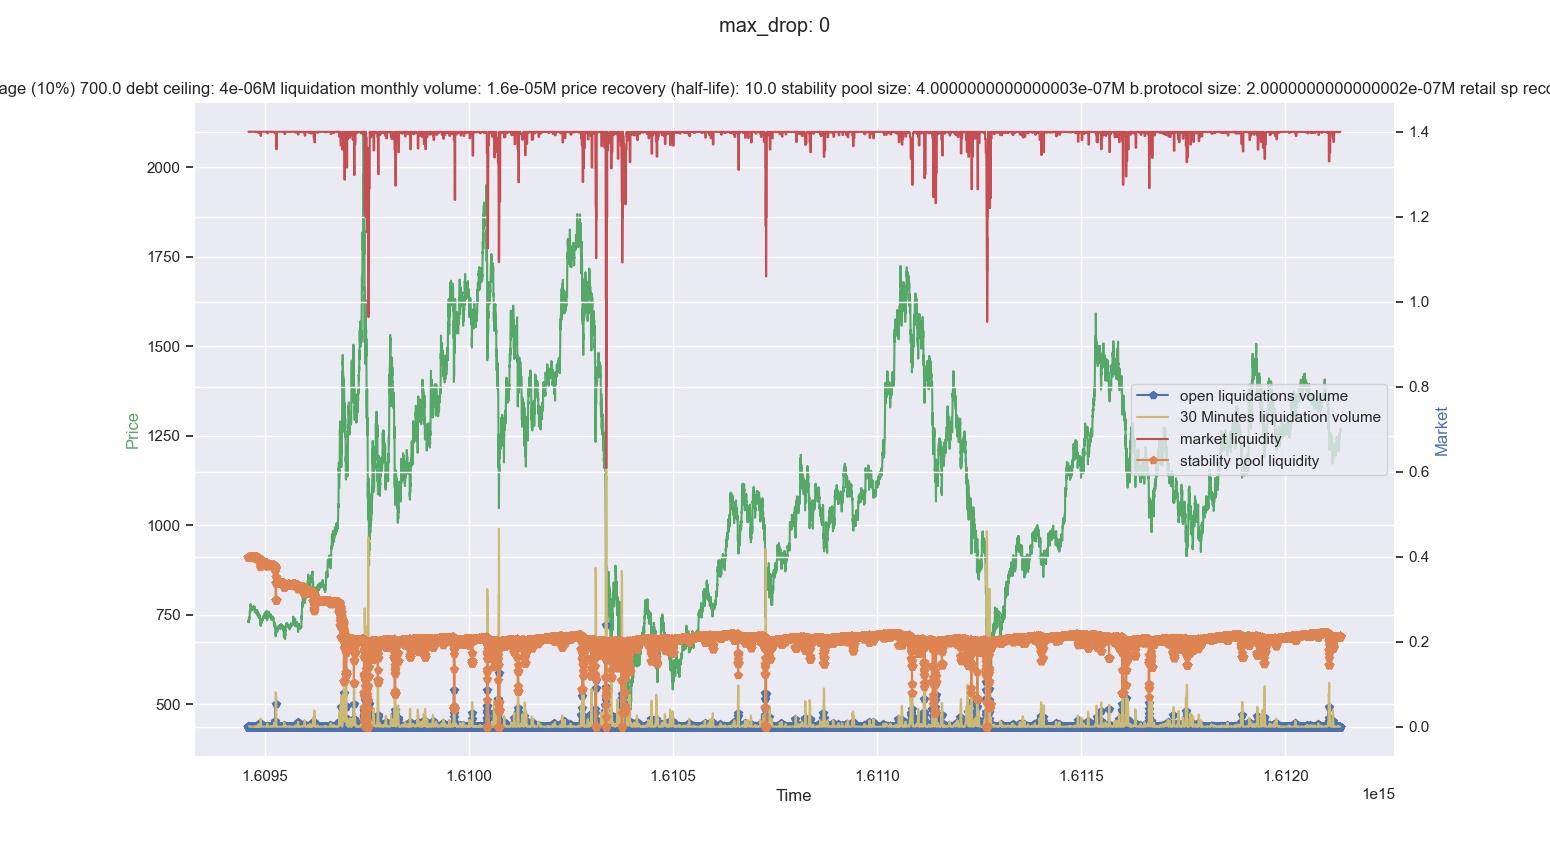 max_drop: 0
age (10%) 700.0 debt ceiling: 4e-06M liquidation monthly volume: 1.6e-05M price recovery (half-life): 10.0 stability pool size: 4.0000000000000003e-07M b.protocol size: 2.0000000000000002e-07M retail sp reco
2000
1750
1500
1250
1000
750
500
Price
1.4
1.2
1.0
0.8
0.6
0.4
0.2
0.0
Market
open liquidations volume
30 Minutes liquidation volume
market liquidity
stability pool liquidity
1.6095 1.6100 1.6105 1.6110 1.6115 1.6120
Time
1e15